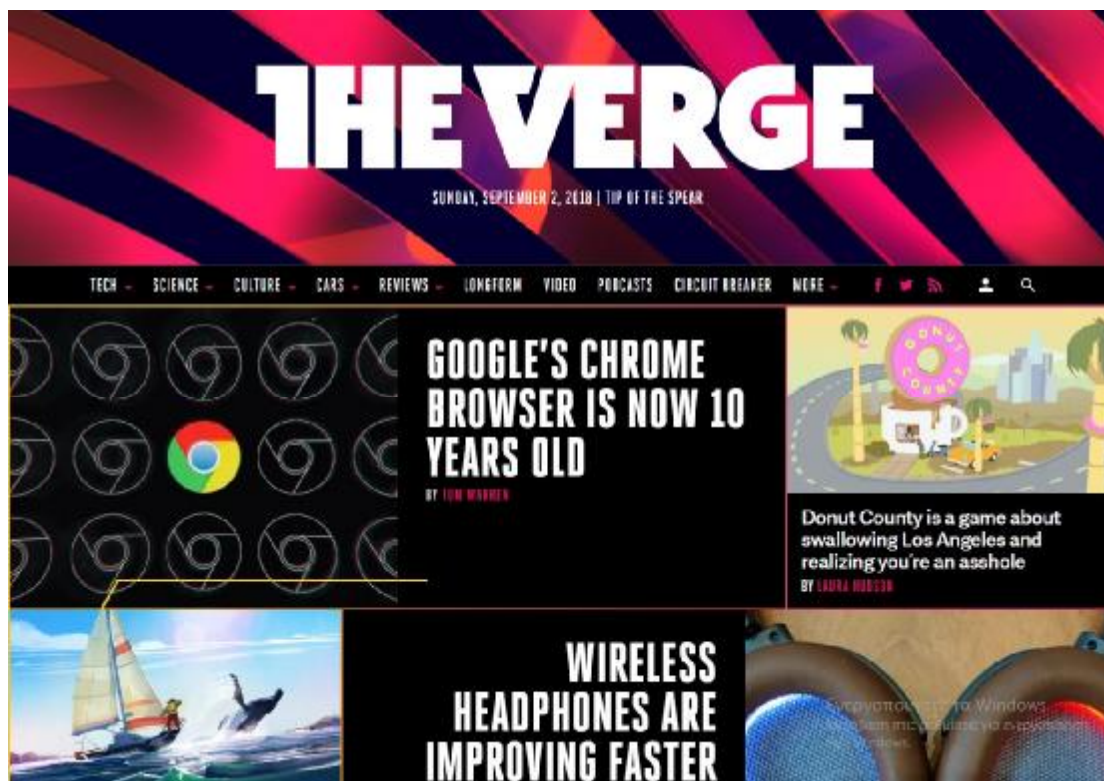 THE VERGE
SUNDAY, SEPTEMBER 2, 2018 | TIP OF THE SPEAR
TECH SCIENCE CULTURE CARS REVIEWS LONGFORM VIDEO PODCASTS CIRCUIT BREAKER MORE
GOOGLE'S CHROME
BROWSER IS NOW 10
YEARS OLD
BY TOM WARREN
DONUT
COUNTY
Donut County is a game about
swallowing Los Angeles and
realizing you're an asshole
BY LAURA HUDSON
WIRELESS
HEADPHONES ARE
IMPROVING FASTER
Windows